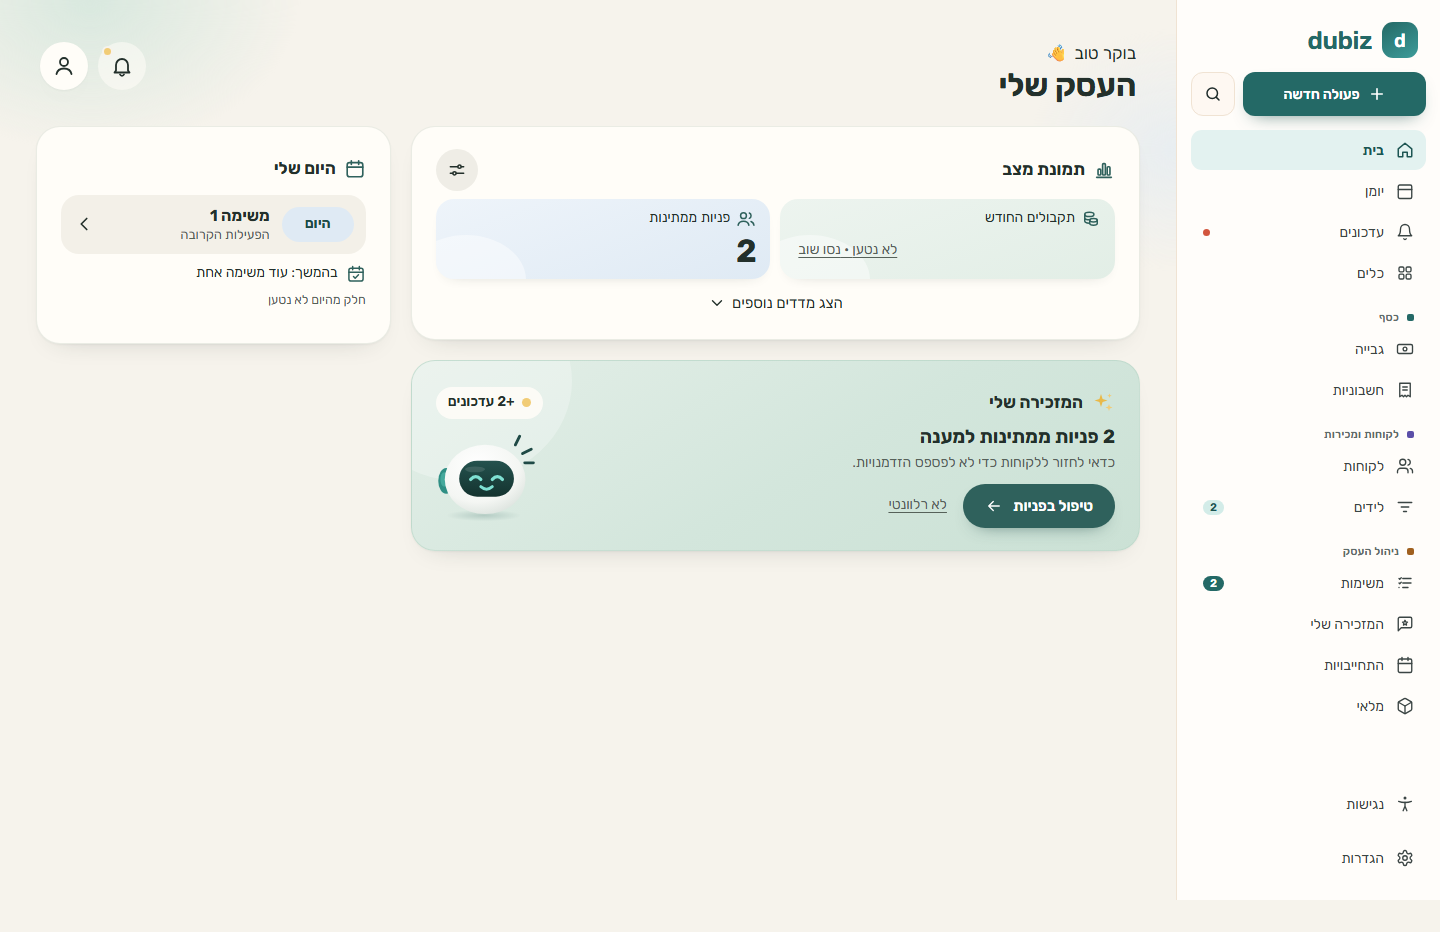 d dubiz
פעולה חדשה
בית
יומן
עדכונים
כלים
כסף
גבייה
חשבוניות
לקוחות ומכירות
לקוחות
לידים
2
ניהול העסק
משימות
2
המזכירה שלי
התחייבויות
מלאי
נגישות
הגדרות
בוקר טוב 👋
העסק שלי
תמונת מצב
תקבולים החודש
לא נטען · נסו שוב
פניות ממתינות
2
הצג מדדים נוספים
המזכירה שלי
+2 עדכונים
2 פניות ממתינות למענה
כדאי לחזור ללקוחות כדי לא לפספס הזדמנויות.
טיפול בפניות
לא רלוונטי
היום שלי
היום
משימה 1
הפעילות הקרובה
בהמשך: עוד משימה אחת
חלק מהיום לא נטען